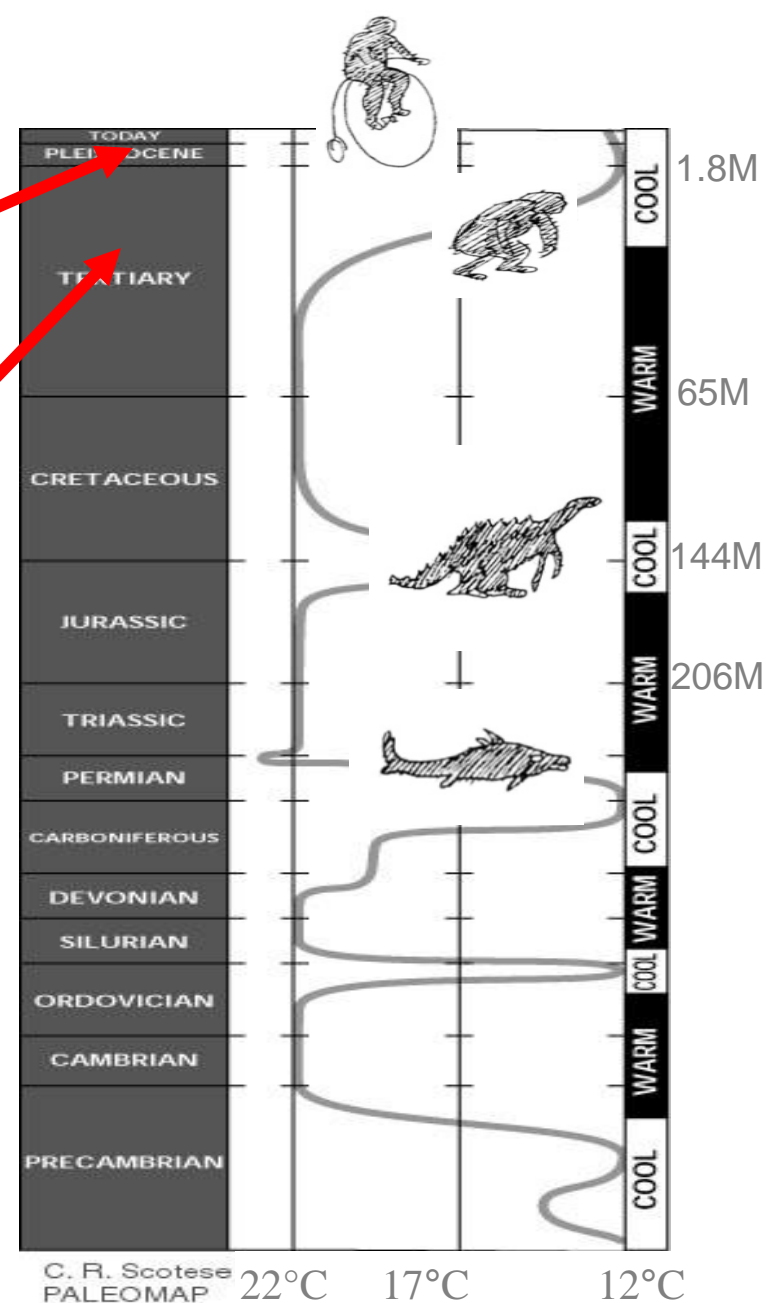 TODAY
PLEISTOCENE
1.8M
COOL
TERTIARY
WARM
65M
CRETACEOUS
COOL
144M
JURASSIC
WARM
206M
TRIASSIC
PERMIAN
COOL
CARBONIFEROUS
DEVONIAN
WARM
SILURIAN
COOL
ORDOVICIAN
WARM
CAMBRIAN
PRECAMBRIAN
COOL
C. R. Scotese
PALEOMAP
22°C 17°C 12°C